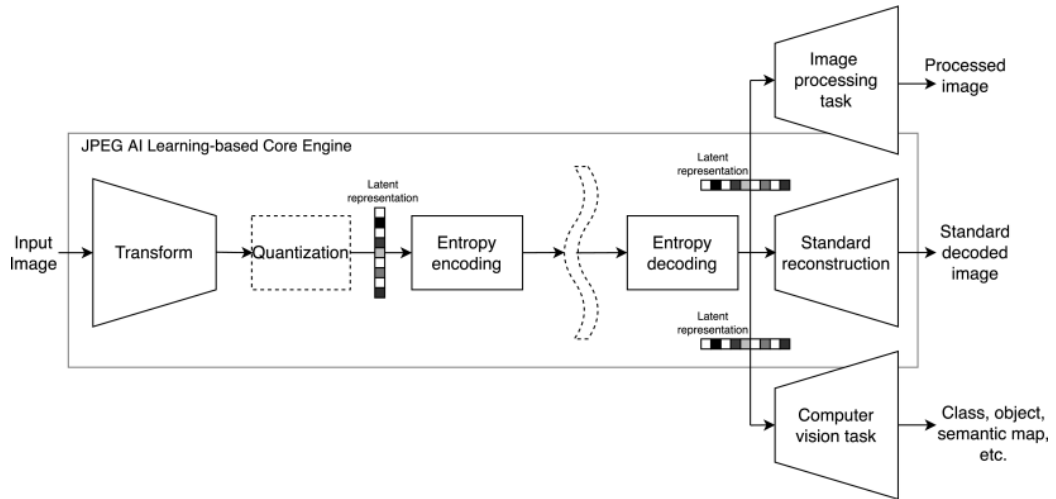 Image
processing
task
Processed
image
JPEG AI Learning-based Core Engine
Latent
representation
Latent
representation
Input
Image
Transform
Quantization
Entropy
encoding
Entropy
decoding
Standard
reconstruction
Standard
decoded
image
Latent
representation
Computer
vision task
Class, object,
semantic map,
etc.